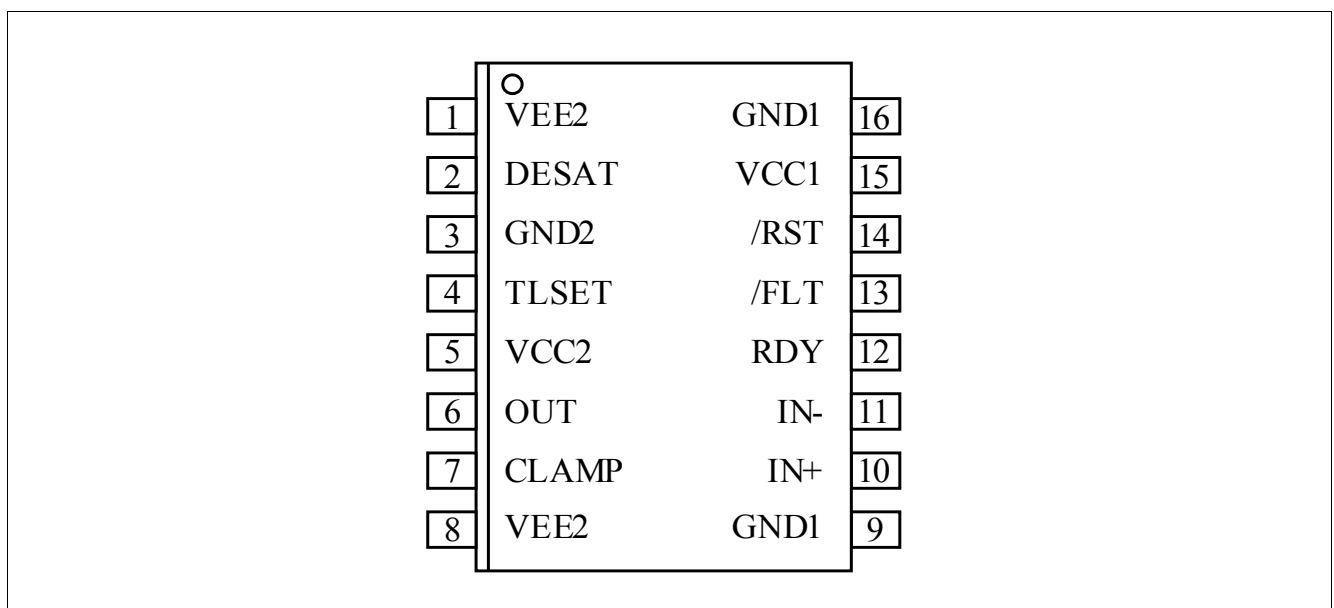 1 VEE2 GND1 16
2 DESAT VCC1 15
3 GND2 /RST 14
4 TLSET /FLT 13
5 VCC2 RDY 12
6 OUT IN- 11
7 CLAMP IN+ 10
8 VEE2 GND1 9